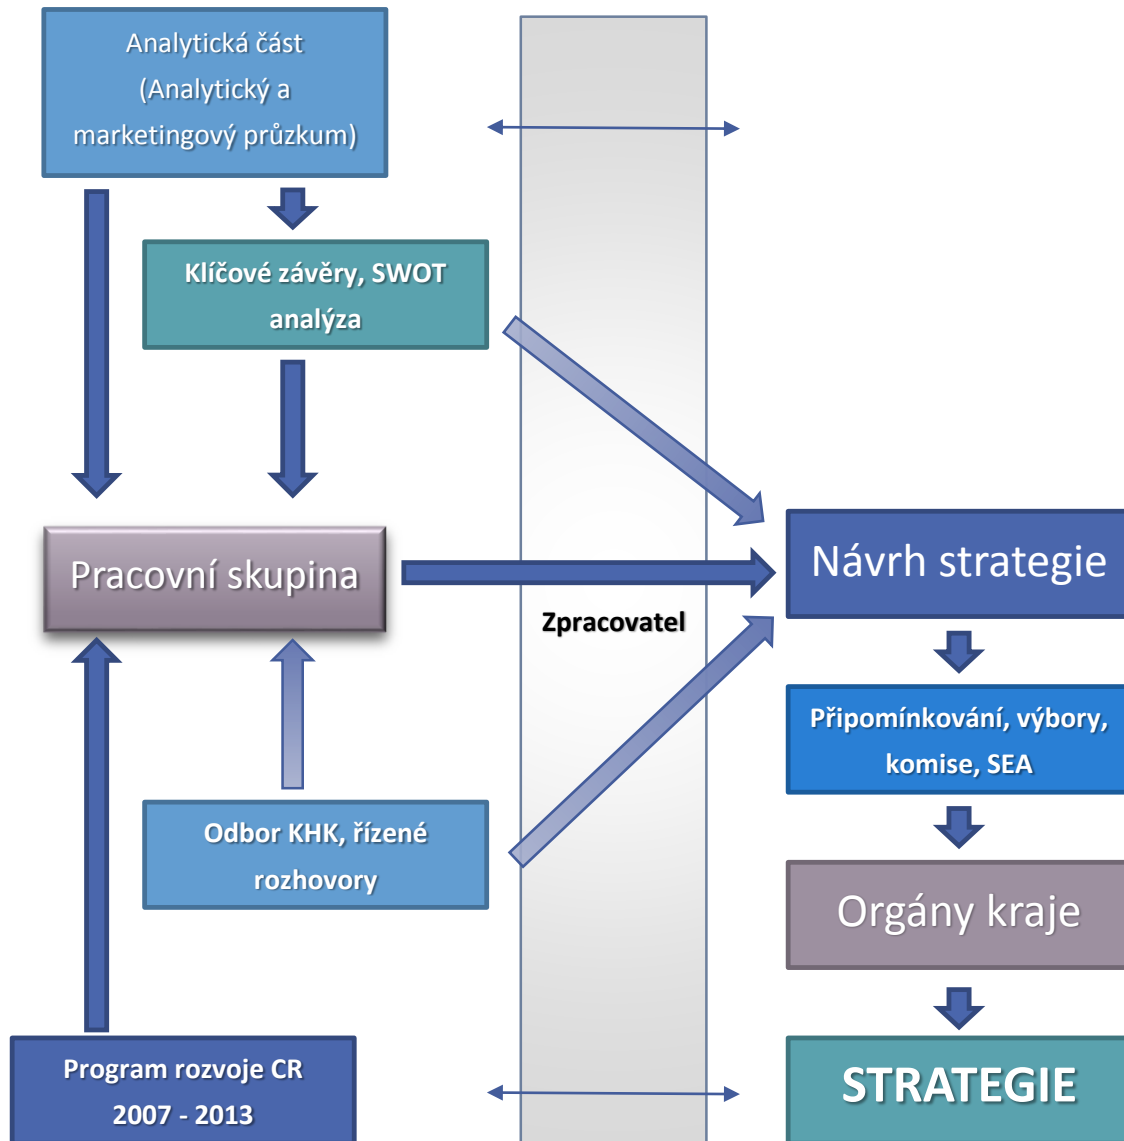 Analytická část
(Analytický a
marketingový průzkum)
Klíčové závěry, SWOT
analýza
Pracovní skupina
Zpracovatel
Odbor KHK, řízené
rozhovory
Program rozvoje CR
2007 - 2013
Návrh strategie
Připomínkování, výbory,
komise, SEA
Orgány kraje
STRATEGIE